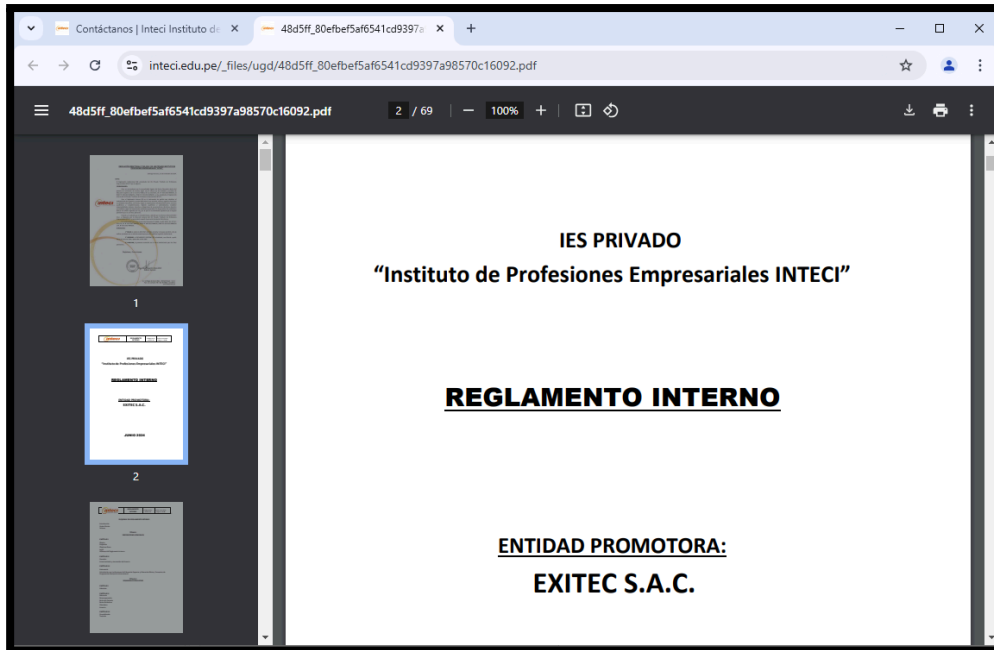 Contáctanos | Inteci Instituto de
48d5ff_80efbef5af6541cd9397a
inteci.edu.pe/_files/ugd/48d5ff_80efbef5af6541cd9397a98570c16092.pdf
48d5ff_80efbef5af6541cd9397a98570c16092.pdf
2 / 69
100%
1
2
IES PRIVADO
“Instituto de Profesiones Empresariales INTECI”
REGLAMENTO INTERNO
ENTIDAD PROMOTORA:
EXITEC S.A.C.